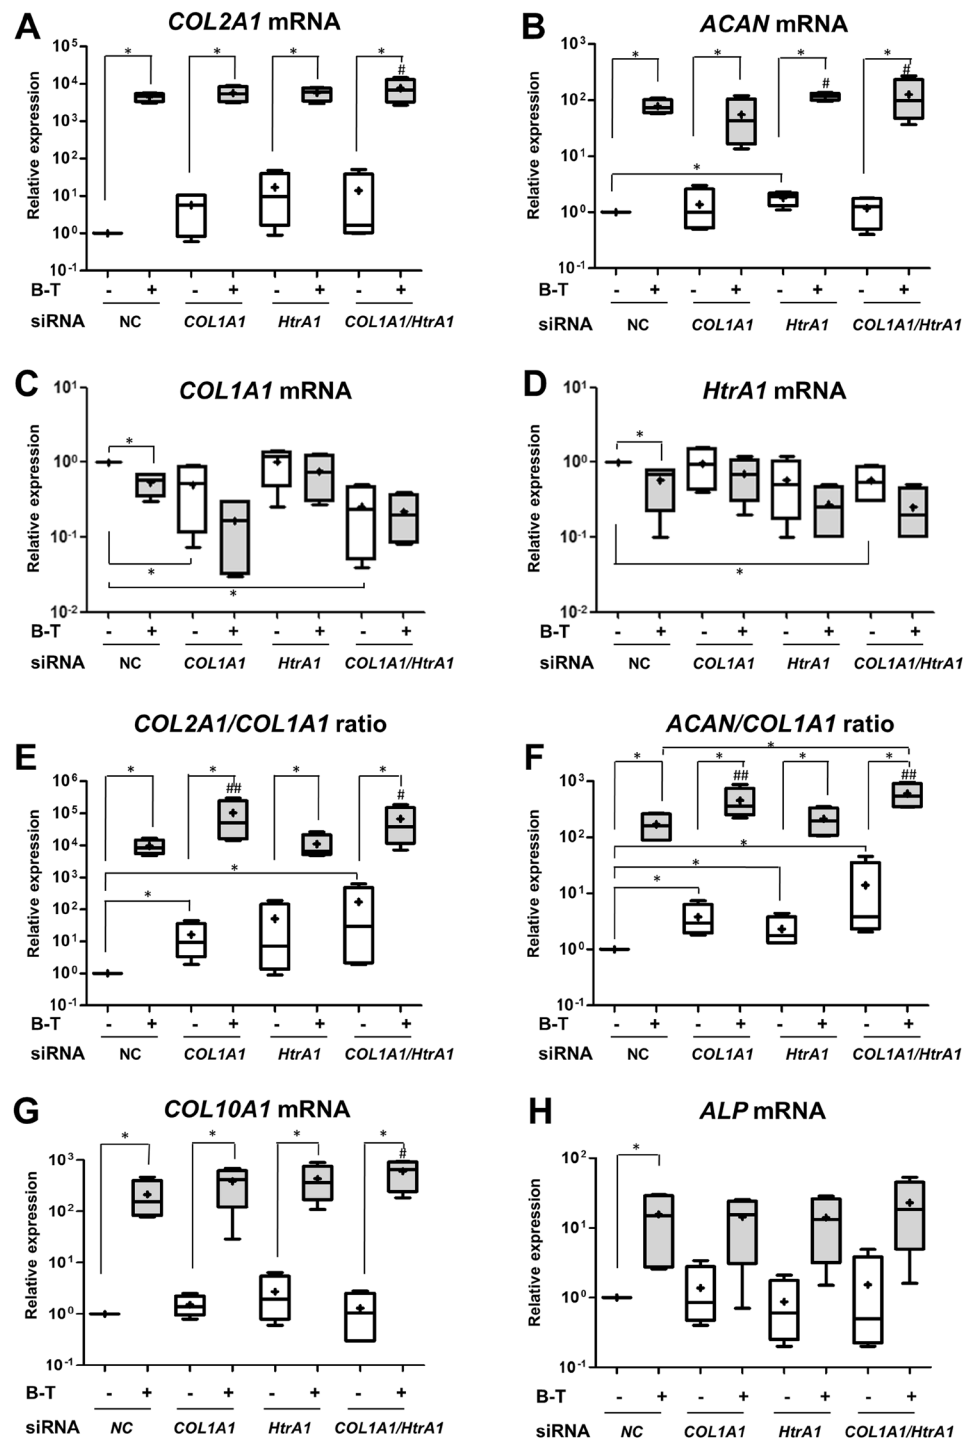 A COL2A1 mRNA
Relative expression
10^5
10^4
10^3
10^2
10^1
10^0
10^-1
* * * *
#
B-T - + - + - + - +
siRNA NC COL1A1 HtrA1 COL1A1/HtrA1
B ACAN mRNA
Relative expression
10^3
10^2
10^1
10^0
10^-1
* * * *
# #
*
B-T - + - + - + - +
siRNA NC COL1A1 HtrA1 COL1A1/HtrA1
C COL1A1 mRNA
Relative expression
10^1
10^0
10^-1
10^-2
*
*
*
B-T - + - + - + - +
siRNA NC COL1A1 HtrA1 COL1A1/HtrA1
D HtrA1 mRNA
Relative expression
10^1
10^0
10^-1
10^-2
*
*
B-T - + - + - + - +
siRNA NC COL1A1 HtrA1 COL1A1/HtrA1
COL2A1/COL1A1 ratio
E
Relative expression
10^6
10^5
10^4
10^3
10^2
10^1
10^0
10^-1
* * * *
## #
*
*
B-T - + - + - + - +
siRNA NC COL1A1 HtrA1 COL1A1/HtrA1
ACAN/COL1A1 ratio
F
Relative expression
10^3
10^2
10^1
10^0
10^-1
*
* * * *
## ##
*
*
*
B-T - + - + - + - +
siRNA NC COL1A1 HtrA1 COL1A1/HtrA1
G COL10A1 mRNA
Relative expression
10^3
10^2
10^1
10^0
10^-1
* * * *
#
B-T - + - + - + - +
siRNA NC COL1A1 HtrA1 COL1A1/HtrA1
H ALP mRNA
Relative expression
10^2
10^1
10^0
10^-1
*
B-T - + - + - + - +
siRNA NC COL1A1 HtrA1 COL1A1/HtrA1